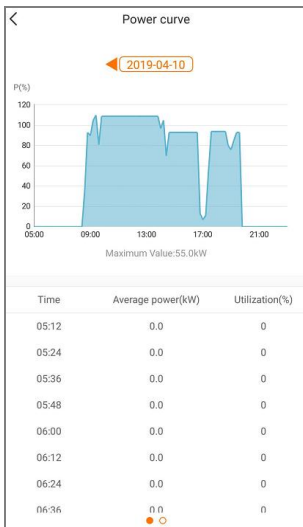 Power curve
2019-04-10
P(%)
120
100
80
60
40
20
0
05:00 09:00 13:00 17:00 21:00
Maximum Value:55.0kW
Time Average power(kW) Utilization(%)
05:12 0.0 0
05:24 0.0 0
05:36 0.0 0
05:48 0.0 0
06:00 0.0 0
06:12 0.0 0
06:24 0.0 0
06:36 0.0 0